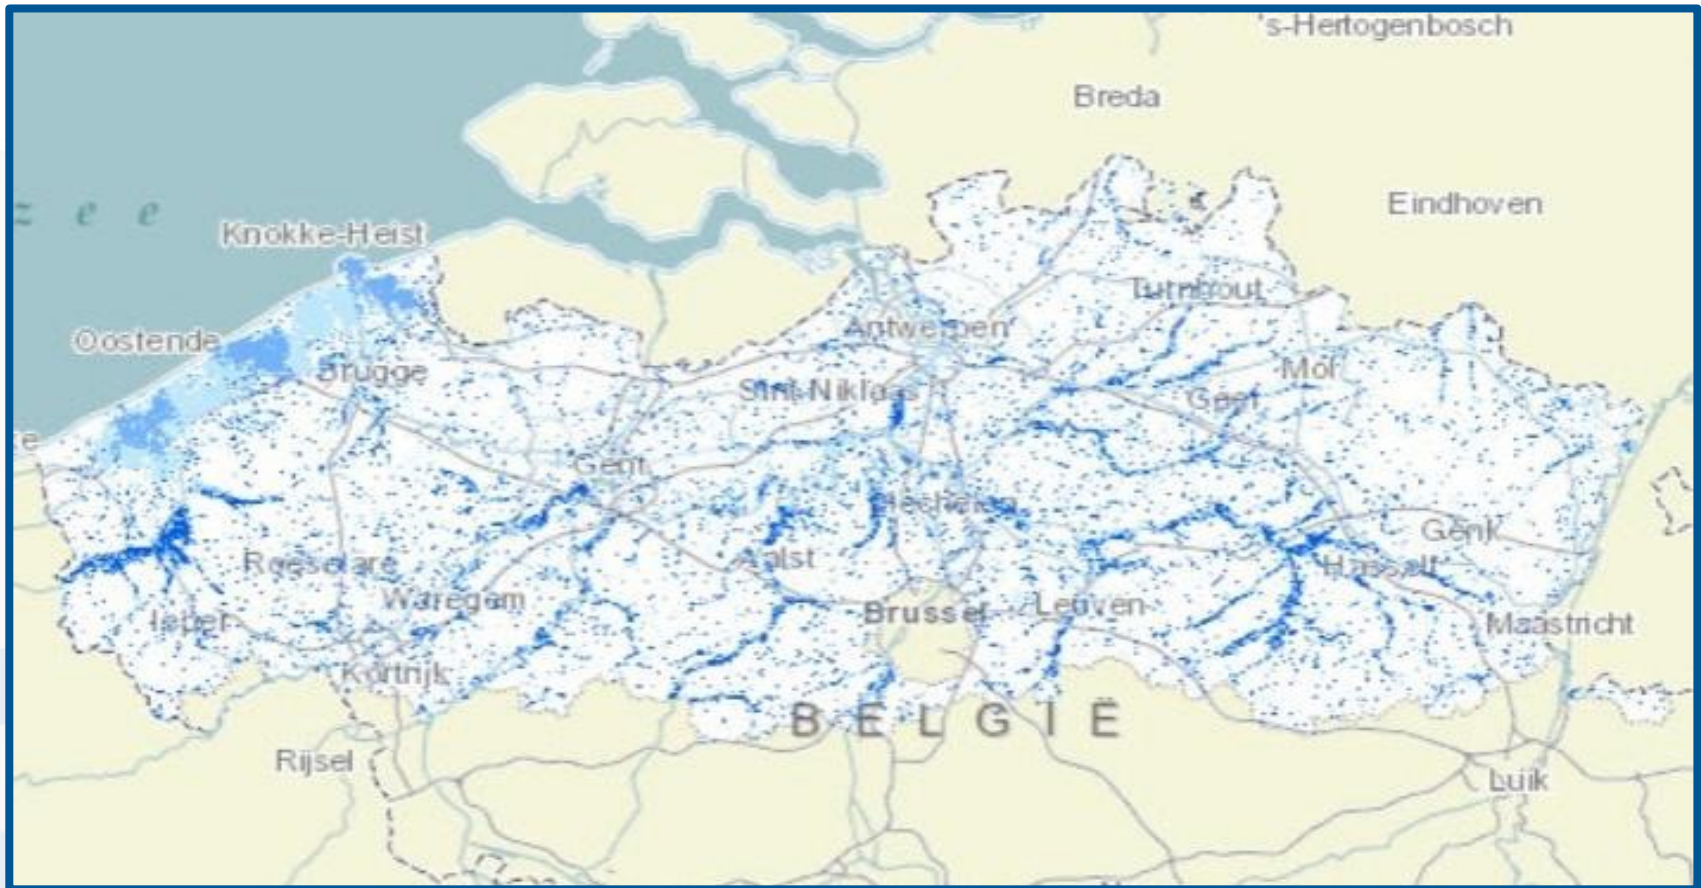 's-Hertogenbosch
Breda
Eindhoven
z e e
Knokke-Heist
Turnhout
Oostende
Antwerpen
Brugge
Mol
Sint-Niklaas
Geel
Gent
Mechelen
Genk
Roeselare
Aalst
Hasselt
Waregem
Brussel
Leuven
Ieper
Maastricht
Kortrijk
BELGIË
Rijsel
Luik